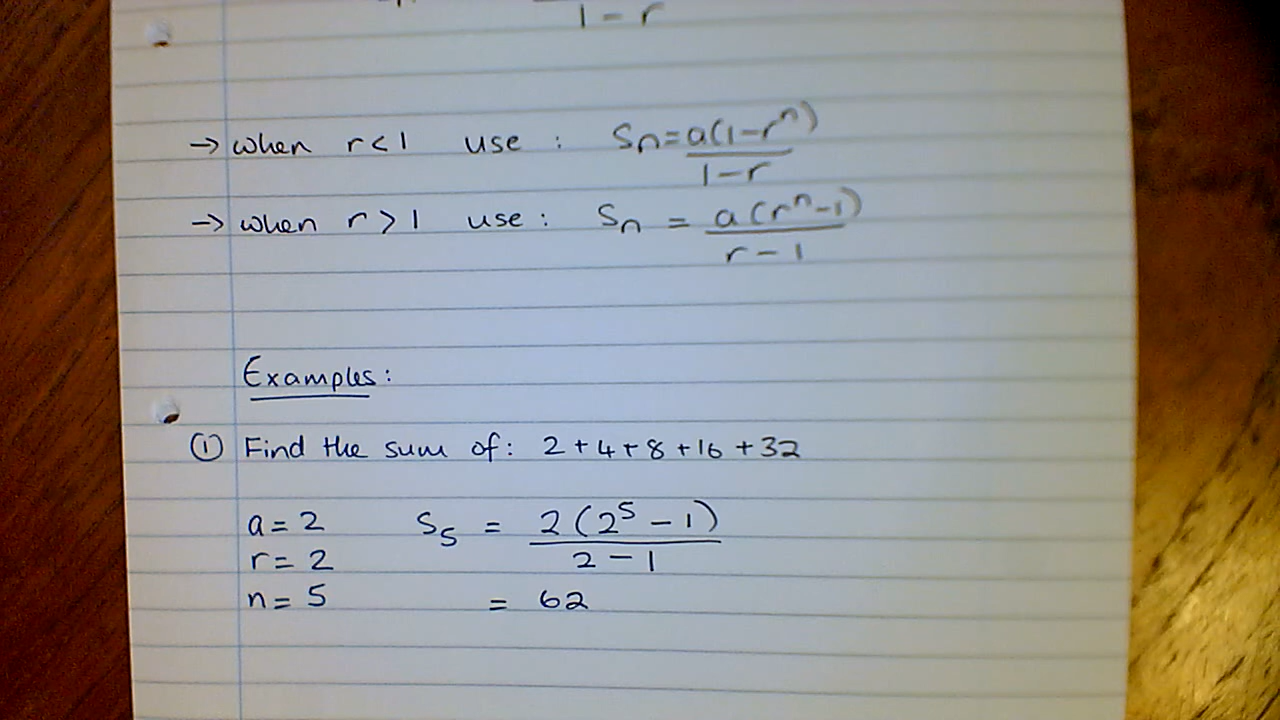 1 - r
→ when r < 1 use : Sn = a(1-r^n) / 1-r
→ when r > 1 use : Sn = a(r^n-1) / r-1
Examples:
① Find the sum of: 2 + 4 + 8 + 16 + 32
a = 2 S5 = 2(2^5 - 1) / 2 - 1
r = 2
n = 5 = 62